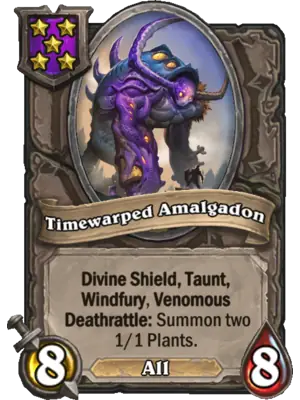 Timewarped Amalgadon
Divine Shield, Taunt,
Windfury, Venomous
Deathrattle: Summon two
1/1 Plants.
8
All
8